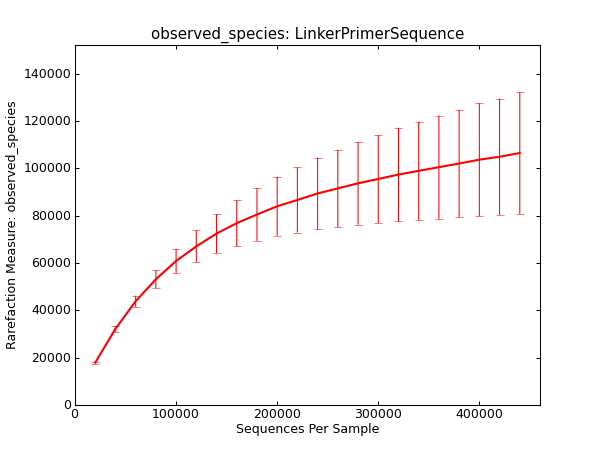 observed_species: LinkerPrimerSequence
Rarefaction Measure: observed_species
140000
120000
100000
80000
60000
40000
20000
0
0 100000 200000 300000 400000
Sequences Per Sample